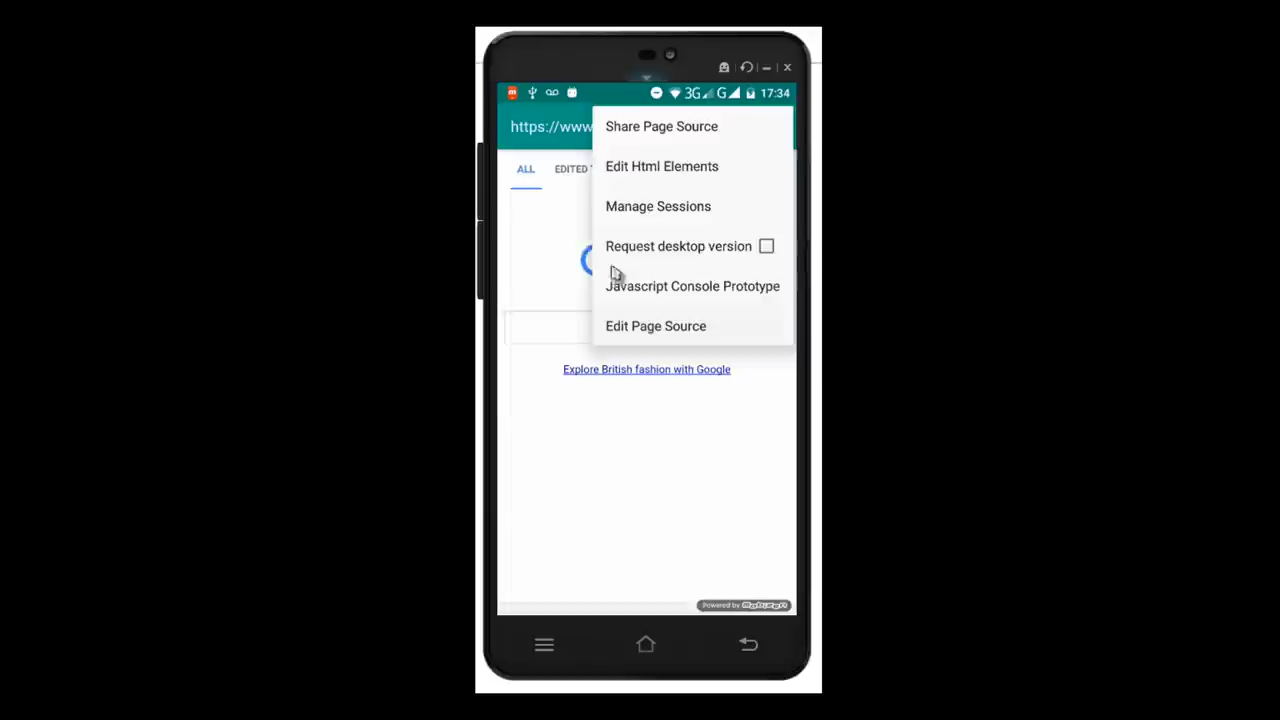 3G G 17:34
https://www
Share Page Source
Edit Html Elements
Manage Sessions
Request desktop version
Javascript Console Prototype
Edit Page Source
ALL EDITED
Explore British fashion with Google
Powered by